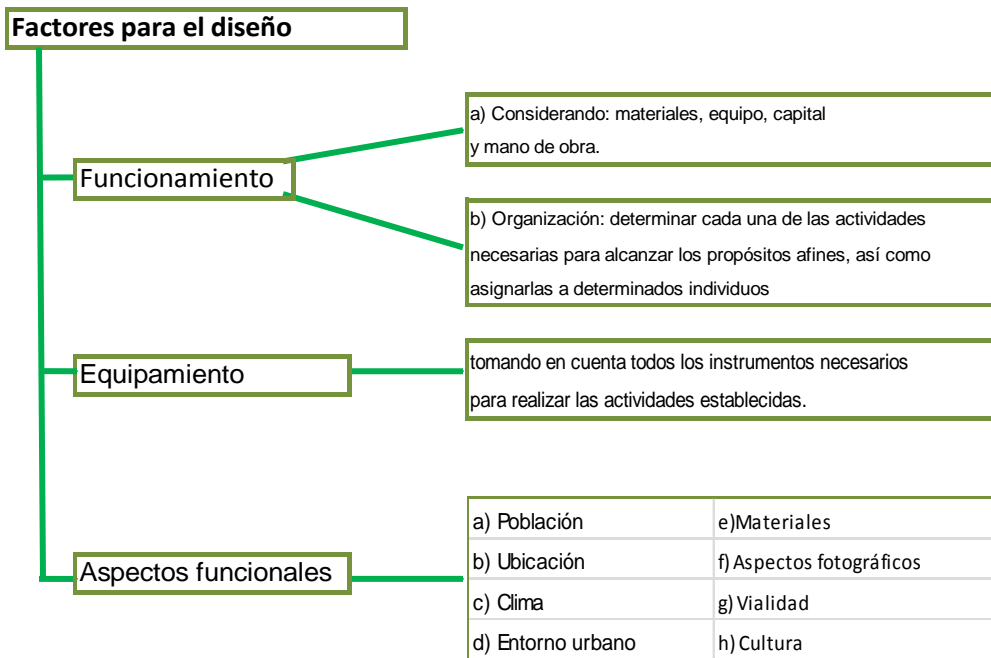 Factores para el diseño
Funcionamiento
a) Considerando: materiales, equipo, capital
y mano de obra.
b) Organización: determinar cada una de las actividades
necesarias para alcanzar los propósitos afines, así como
asignarlas a determinados individuos
Equipamiento
tomando en cuenta todos los instrumentos necesarios
para realizar las actividades establecidas.
Aspectos funcionales
a) Población
e)Materiales
b) Ubicación
f) Aspectos fotográficos
c) Clima
g) Vialidad
d) Entorno urbano
h) Cultura